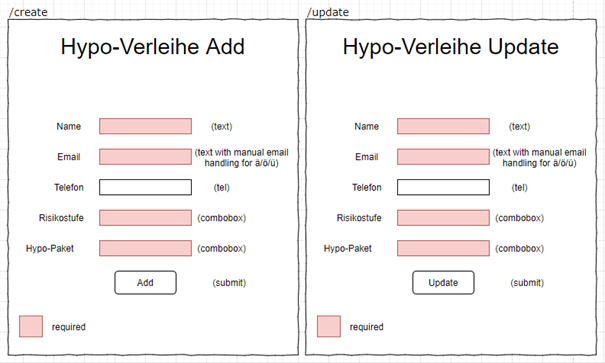 /create
Hypo-Verleihe Add
Name (text)
Email (text with manual email
handling for ä/ö/ü)
Telefon (tel)
Risikostufe (combobox)
Hypo-Paket (combobox)
Add (submit)
required
/update
Hypo-Verleihe Update
Name (text)
Email (text with manual email
handling for ä/ö/ü)
Telefon (tel)
Risikostufe (combobox)
Hypo-Paket (combobox)
Update (submit)
required